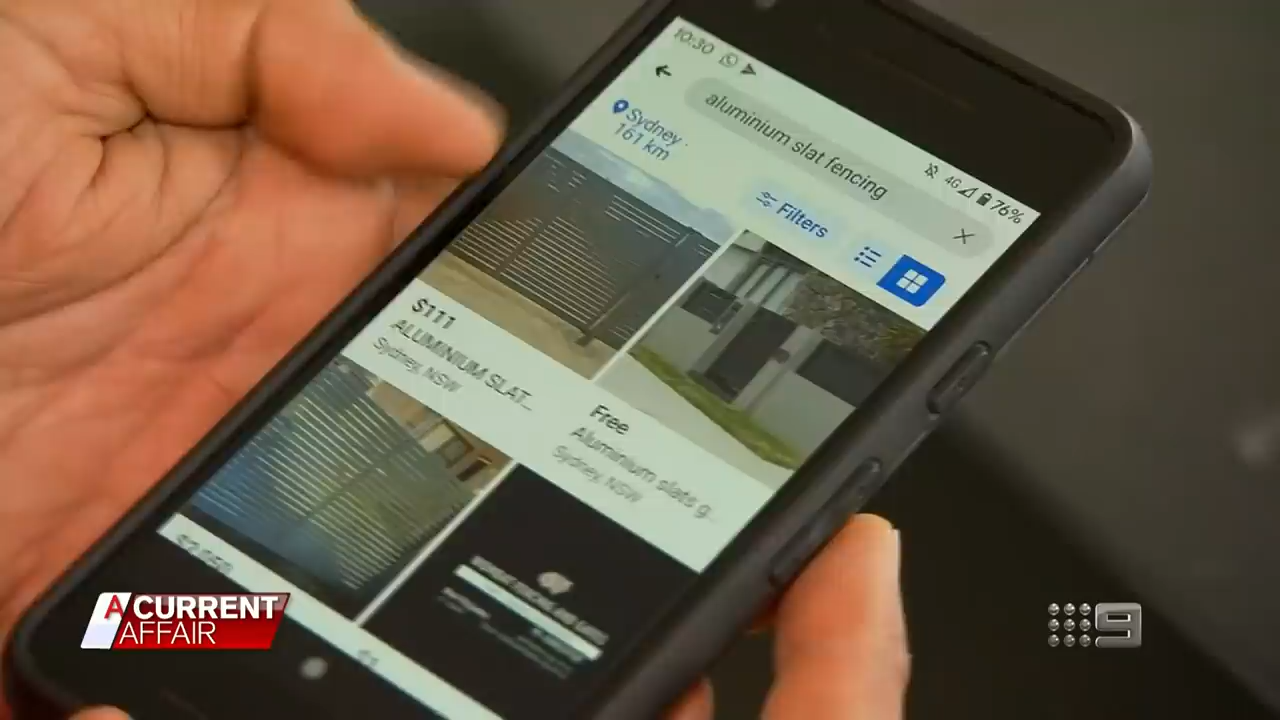 10:30
4G
76%
aluminium slat fencing
Sydney ·
161 km
Filters
$111
ALUMINIUM SLAT...
Sydney, NSW
Free
Aluminium slats g...
Sydney, NSW
$1
A CURRENT
AFFAIR
9